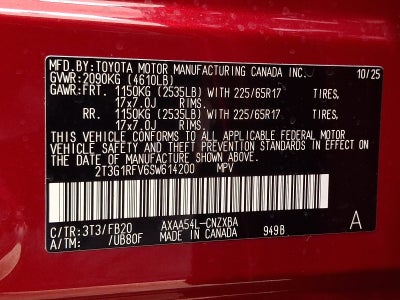 MFD.BY:TOYOTA MOTOR MANUFACTURING CANADA INC. 10/25
GVWR:2090KG (4610LB)
GAWR:FRT. 1150KG (2535LB) WITH 225/65R17 TIRES,
17x7.0J RIMS.
RR. 1150KG (2535LB) WITH 225/65R17 TIRES,
17x7.0J RIMS.
THIS VEHICLE CONFORMS TO ALL APPLICABLE FEDERAL MOTOR
VEHICLE SAFETY AND THEFT PREVENTION STANDARDS IN EFFECT ON
THE DATE OF MANUFACTURE SHOWN ABOVE.
2T3G1RFV6SW614200 MPV
C/TR:3T3/FB20 AXAA54L-CNZXBA A
A/TM: /UB80F MADE IN CANADA 949B